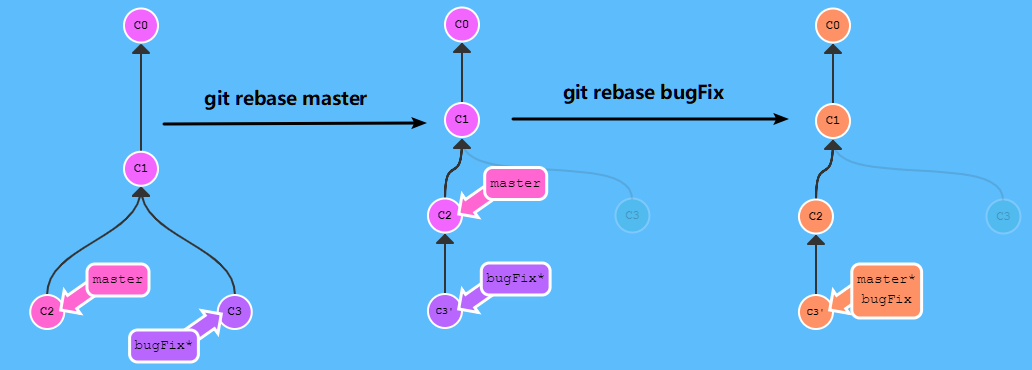 C0
C1
C2
master
C3
bugFix*
git rebase master
C0
C1
master
C2
C3
bugFix*
C3'
git rebase bugFix
C0
C1
C2
C3
master*
bugFix
C3'